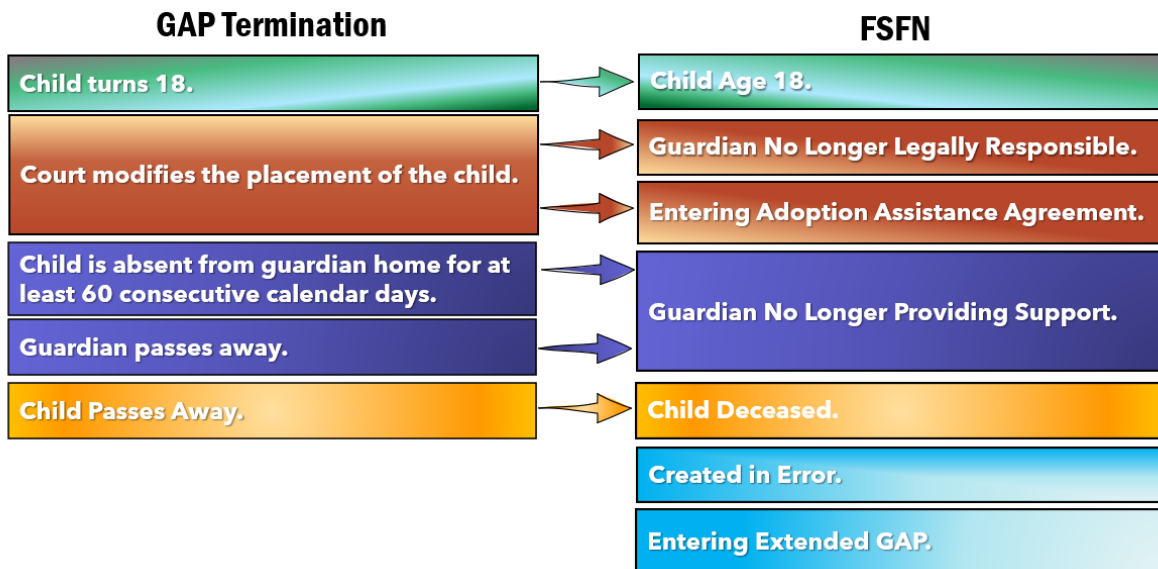 GAP Termination
FSFN
Child turns 18.
Child Age 18.
Court modifies the placement of the child.
Guardian No Longer Legally Responsible.
Entering Adoption Assistance Agreement.
Child is absent from guardian home for at
least 60 consecutive calendar days.
Guardian passes away.
Guardian No Longer Providing Support.
Child Passes Away.
Child Deceased.
Created in Error.
Entering Extended GAP.